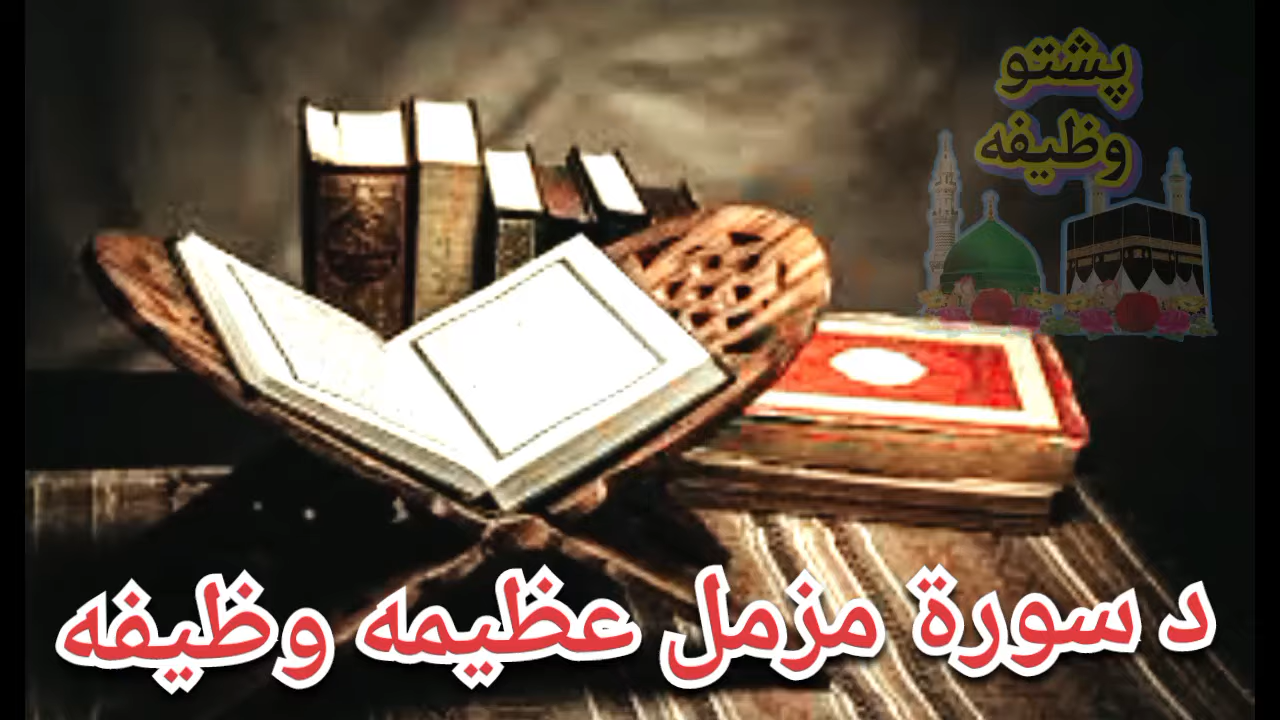 پشتو
وظیفه
د سورة مزمل عظیمه وظیفه